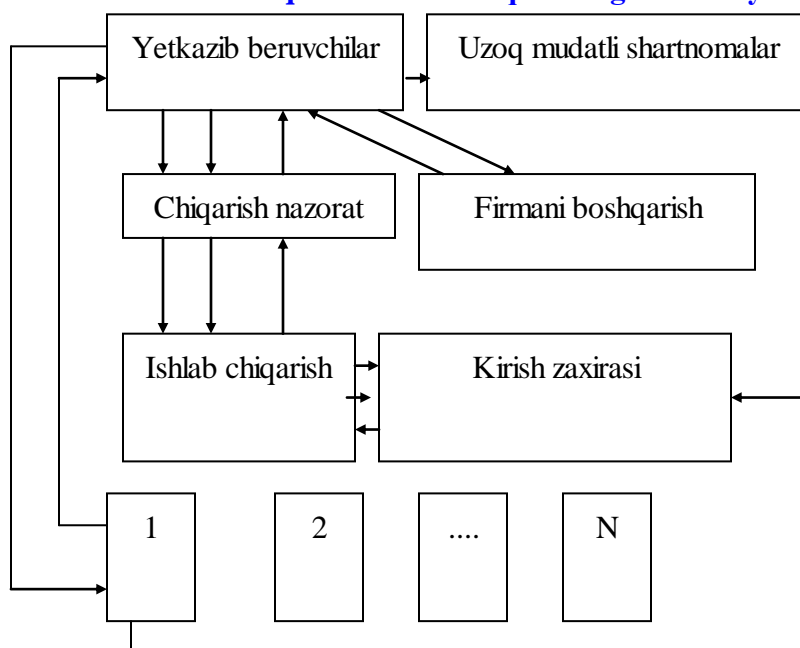 Yetkazib beruvchilar
Uzoq mudatli shartnomalar
Chiqarish nazorat
Firmani boshqarish
Ishlab chiqarish
Kirish zaxirasi
1
2
....
N